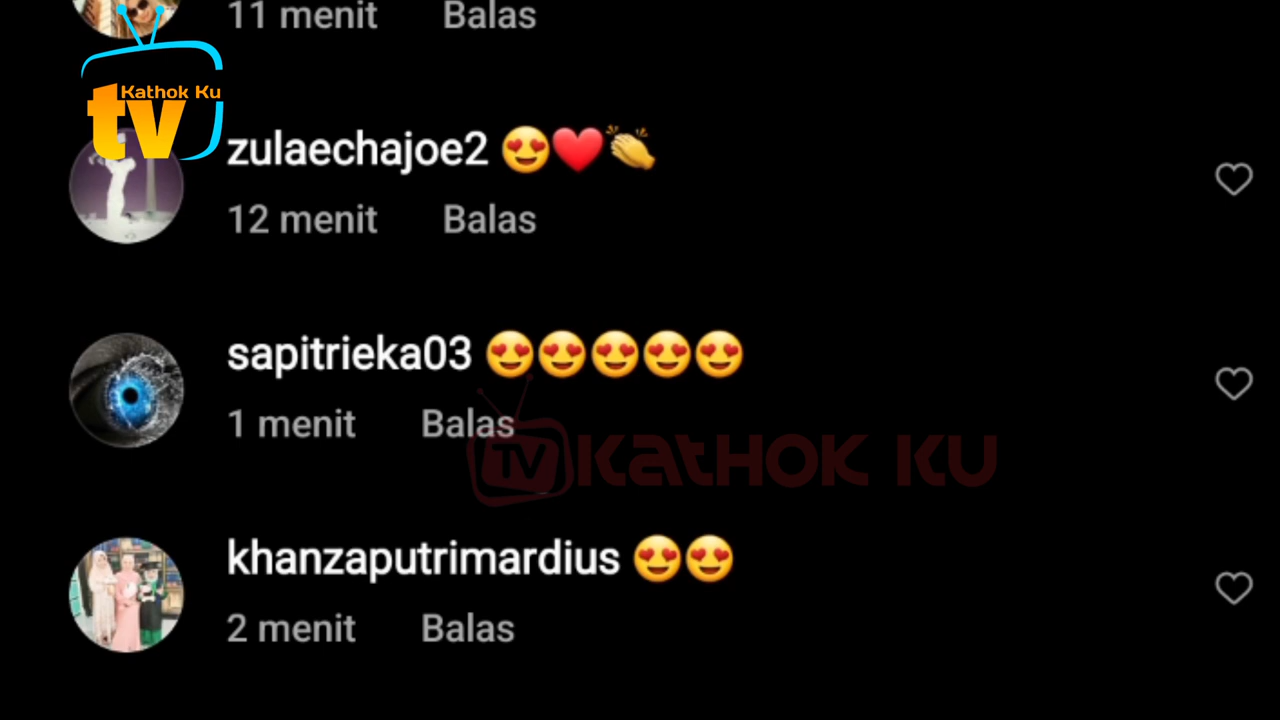 11 menit Balas
Kathok Ku
tv
zulaechajoe2 😍❤️👏
12 menit Balas
sapitrieka03 😍😍😍😍😍
1 menit Balas
TV KATHOK KU
khanzaputrimardius 😍😍
2 menit Balas